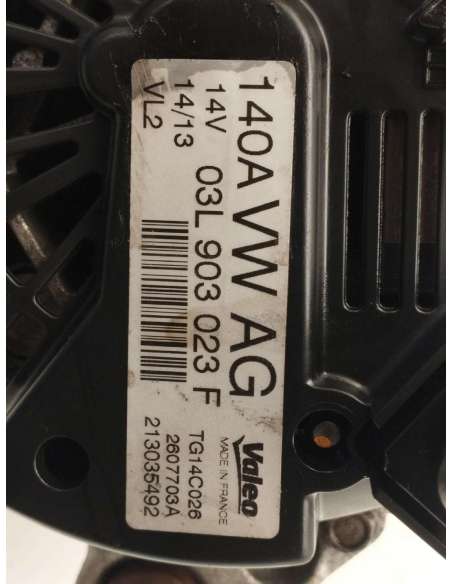 140A VW AG
14V 03L 903 023 F
14/13
VL2
Valeo
MADE IN FRANCE
TG14C026
2607703A
213035492